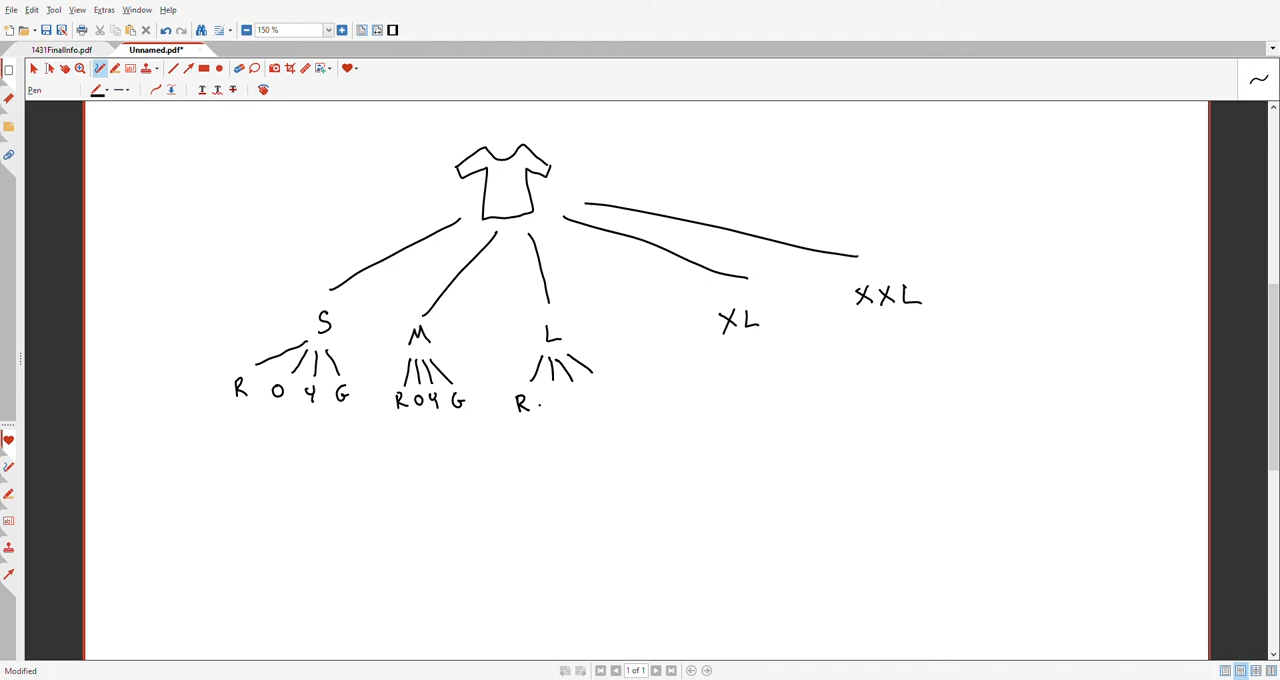 File Edit Tool View Extras Window Help
150 %
1431FinalInfo.pdf Unnamed.pdf*
Pen
S M L XL XXL
R O Y G R O Y G R
Modified
1 of 1